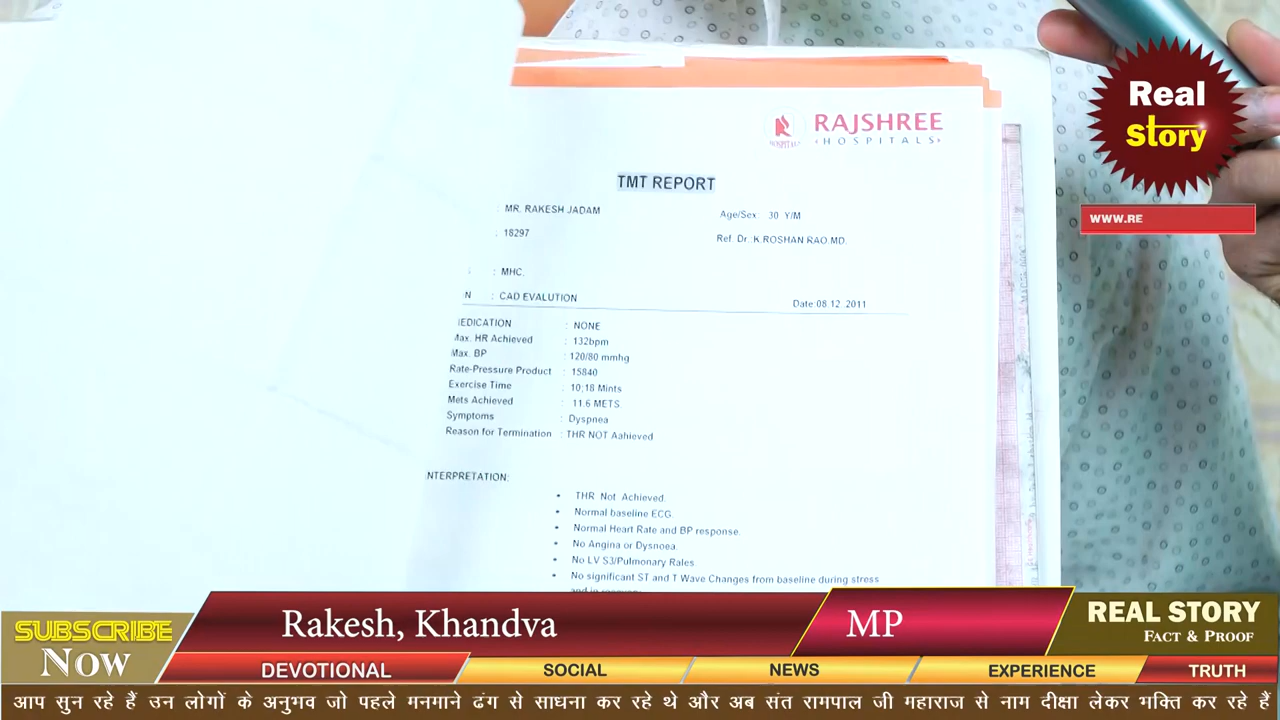 RAJSHREE
HOSPITALS
Real
Story
TMT REPORT
: MR. RAKESH JADAM
Age/Sex 30 Y/M
: 18297
Ref. Dr. K.ROSHAN RAO.MD.
: MHC.
N : CAD EVALUTION
Date:08.12.2011
WWW.RE
MEDICATION : NONE
Max. HR Achieved : 132bpm
Max. BP : 120/80 mmhg
Rate-Pressure Product : 15840
Exercise Time : 10;18 Mints
Mets Achieved : 11.6 METS.
Symptoms : Dyspnea
Reason for Termination : THR NOT Aahieved
NTERPRETATION:
• THR Not Achieved.
• Normal baseline ECG.
• Normal Heart Rate and BP response.
• No Angina or Dysnoea.
• No LV S3/Pulmonary Rales.
• No significant ST and T Wave Changes from baseline during stress
SUBSCRIBE
NOW
Rakesh, Khandva
MP
REAL STORY
FACT & PROOF
DEVOTIONAL
SOCIAL
NEWS
EXPERIENCE
TRUTH
आप सुन रहे हैं उन लोगों के अनुभव जो पहले मनमाने ढंग से साधना कर रहे थे और अब संत रामपाल जी महाराज से नाम दीक्षा लेकर भक्ति कर रहे हैं